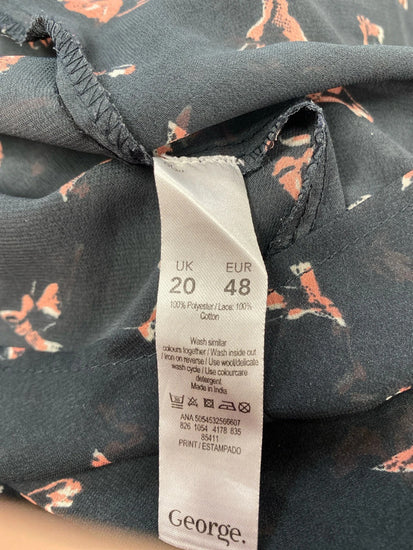 UK EUR
20 48
100% Polyester / Lace: 100%
Cotton
Wash similar
colours together / Wash inside out
/ Iron on reverse / Use wool/delicate
wash cycle / Use colourcare
detergent
Made in India
ANA 5054532566607
826 1054 4178 835
85411
PRINT / ESTAMPADO
George.